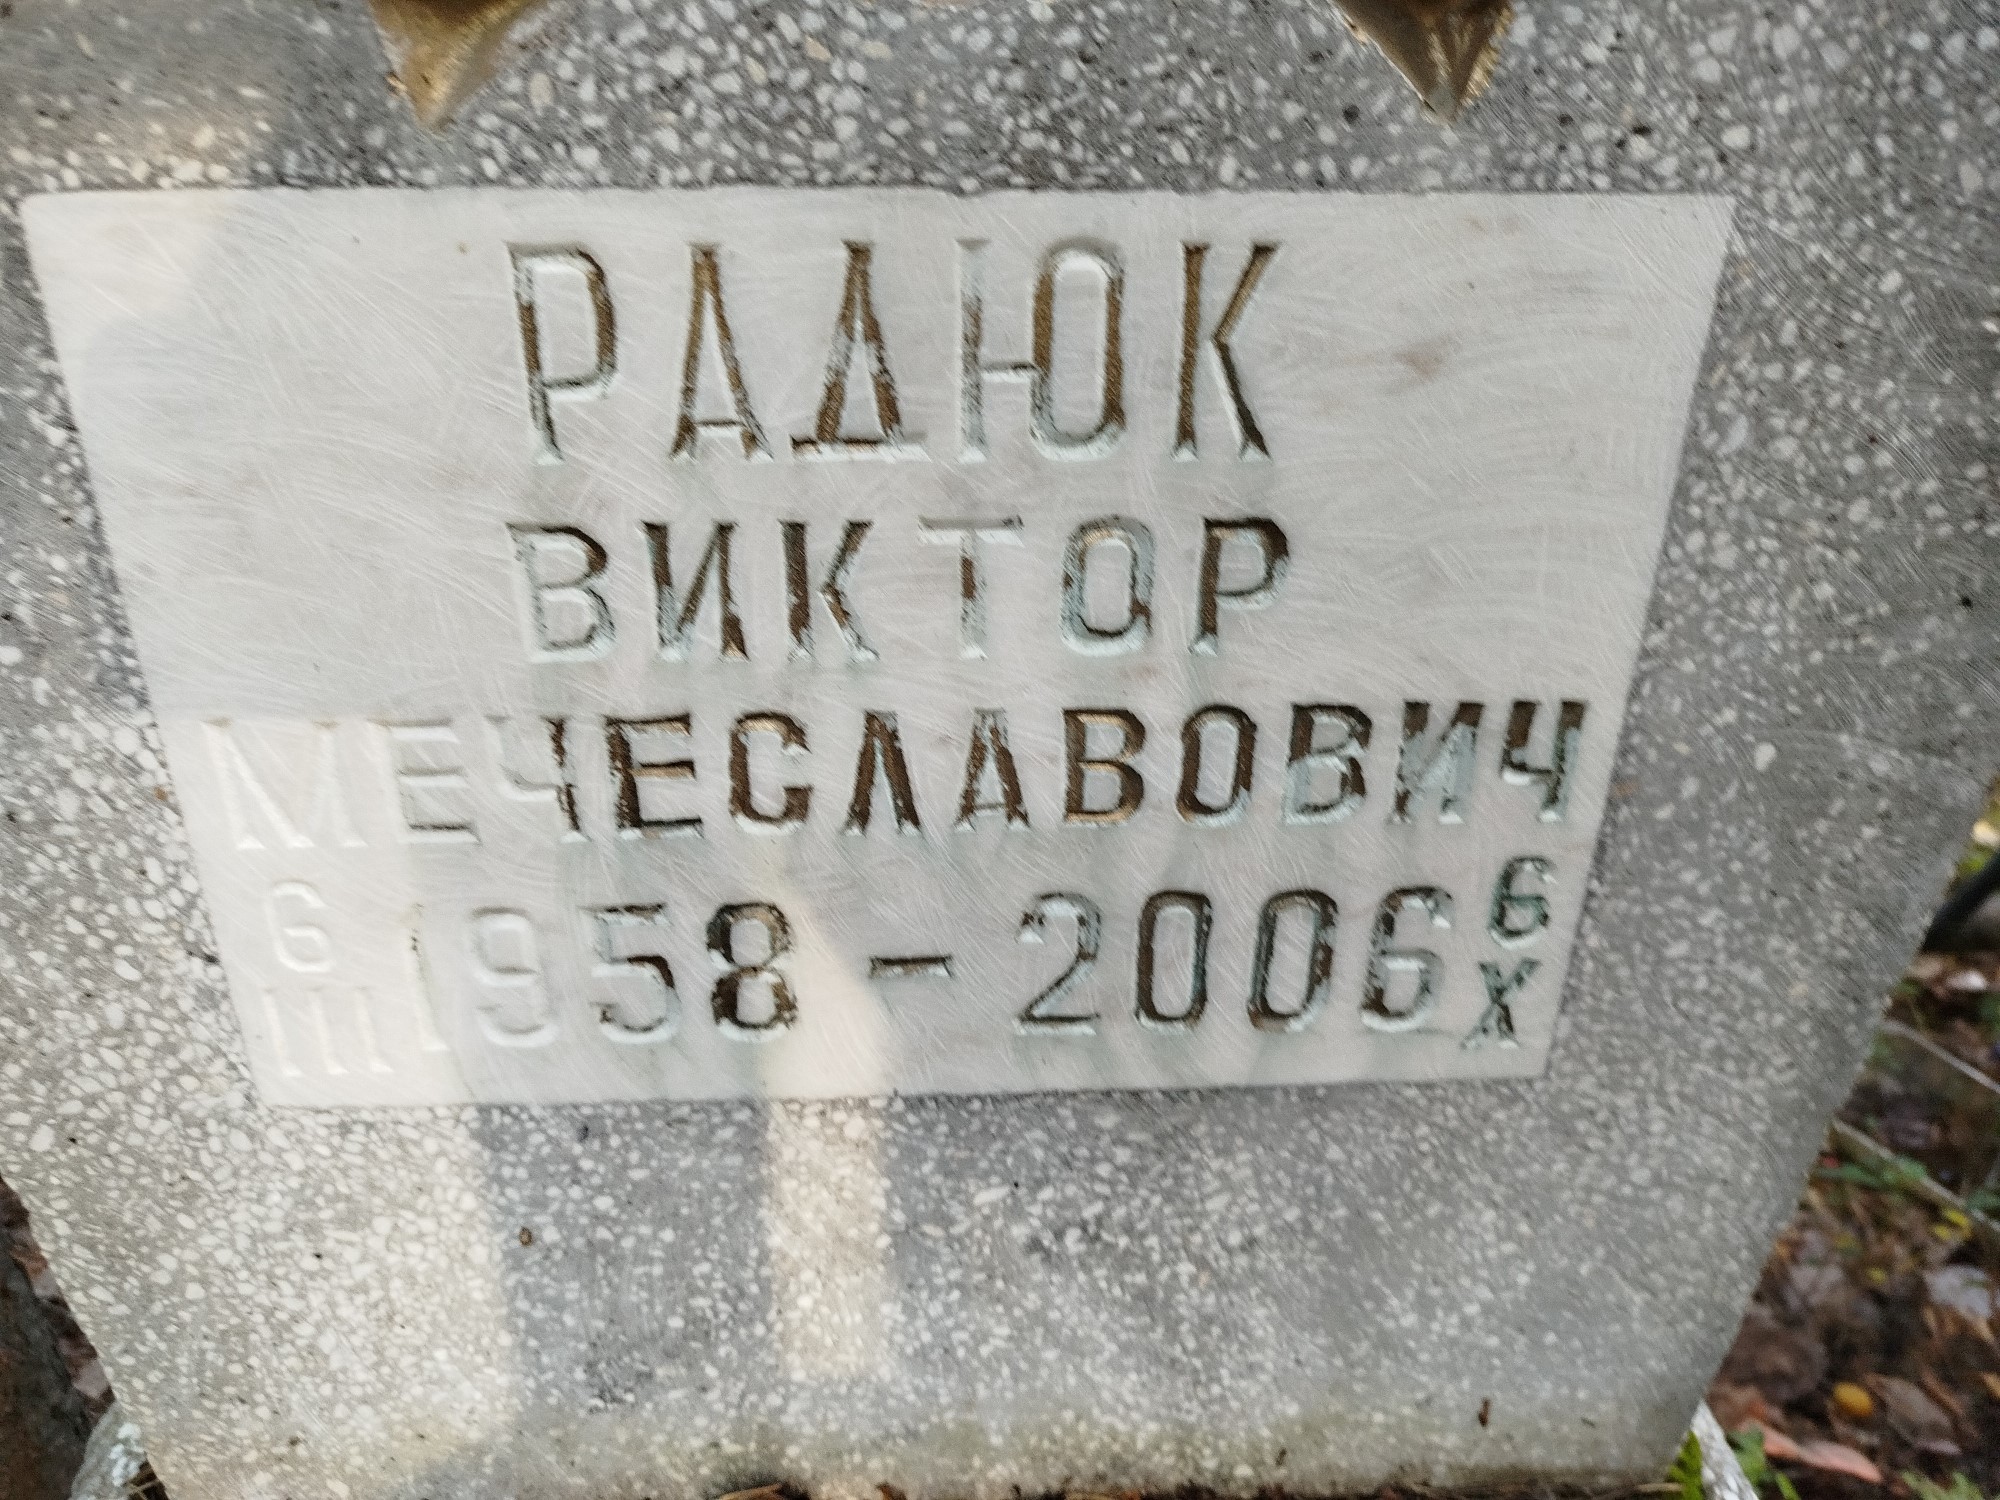 РАДЮК
ВИКТОР
МЕЧЕСЛАВОВИЧ
6 III 1958 - 2006 6 X